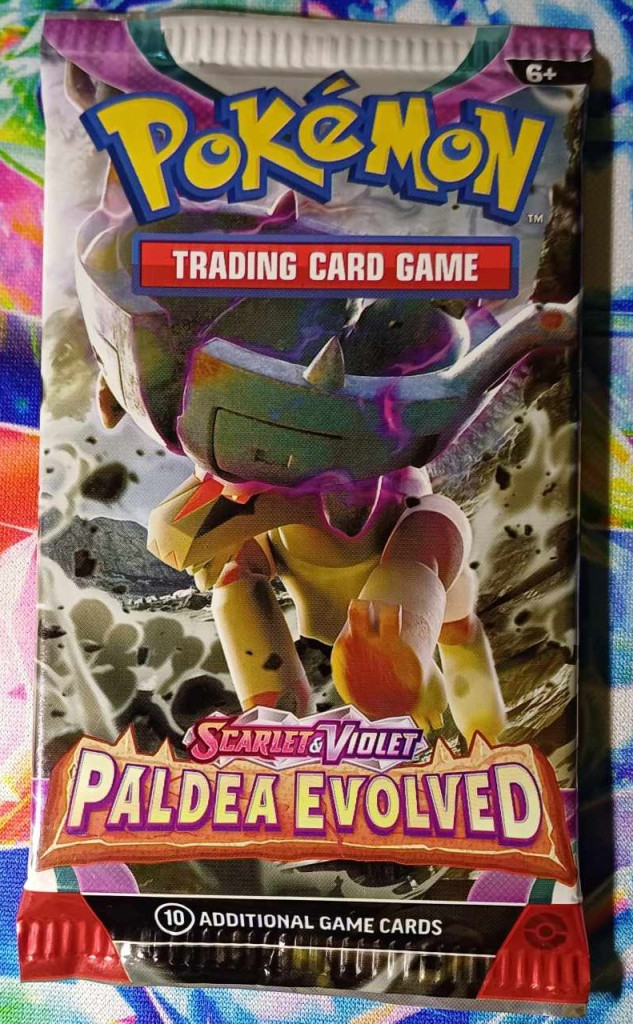 6+
POKéMON
TM
TRADING CARD GAME
SCARLET & VIOLET
PALDEA EVOLVED
10 ADDITIONAL GAME CARDS